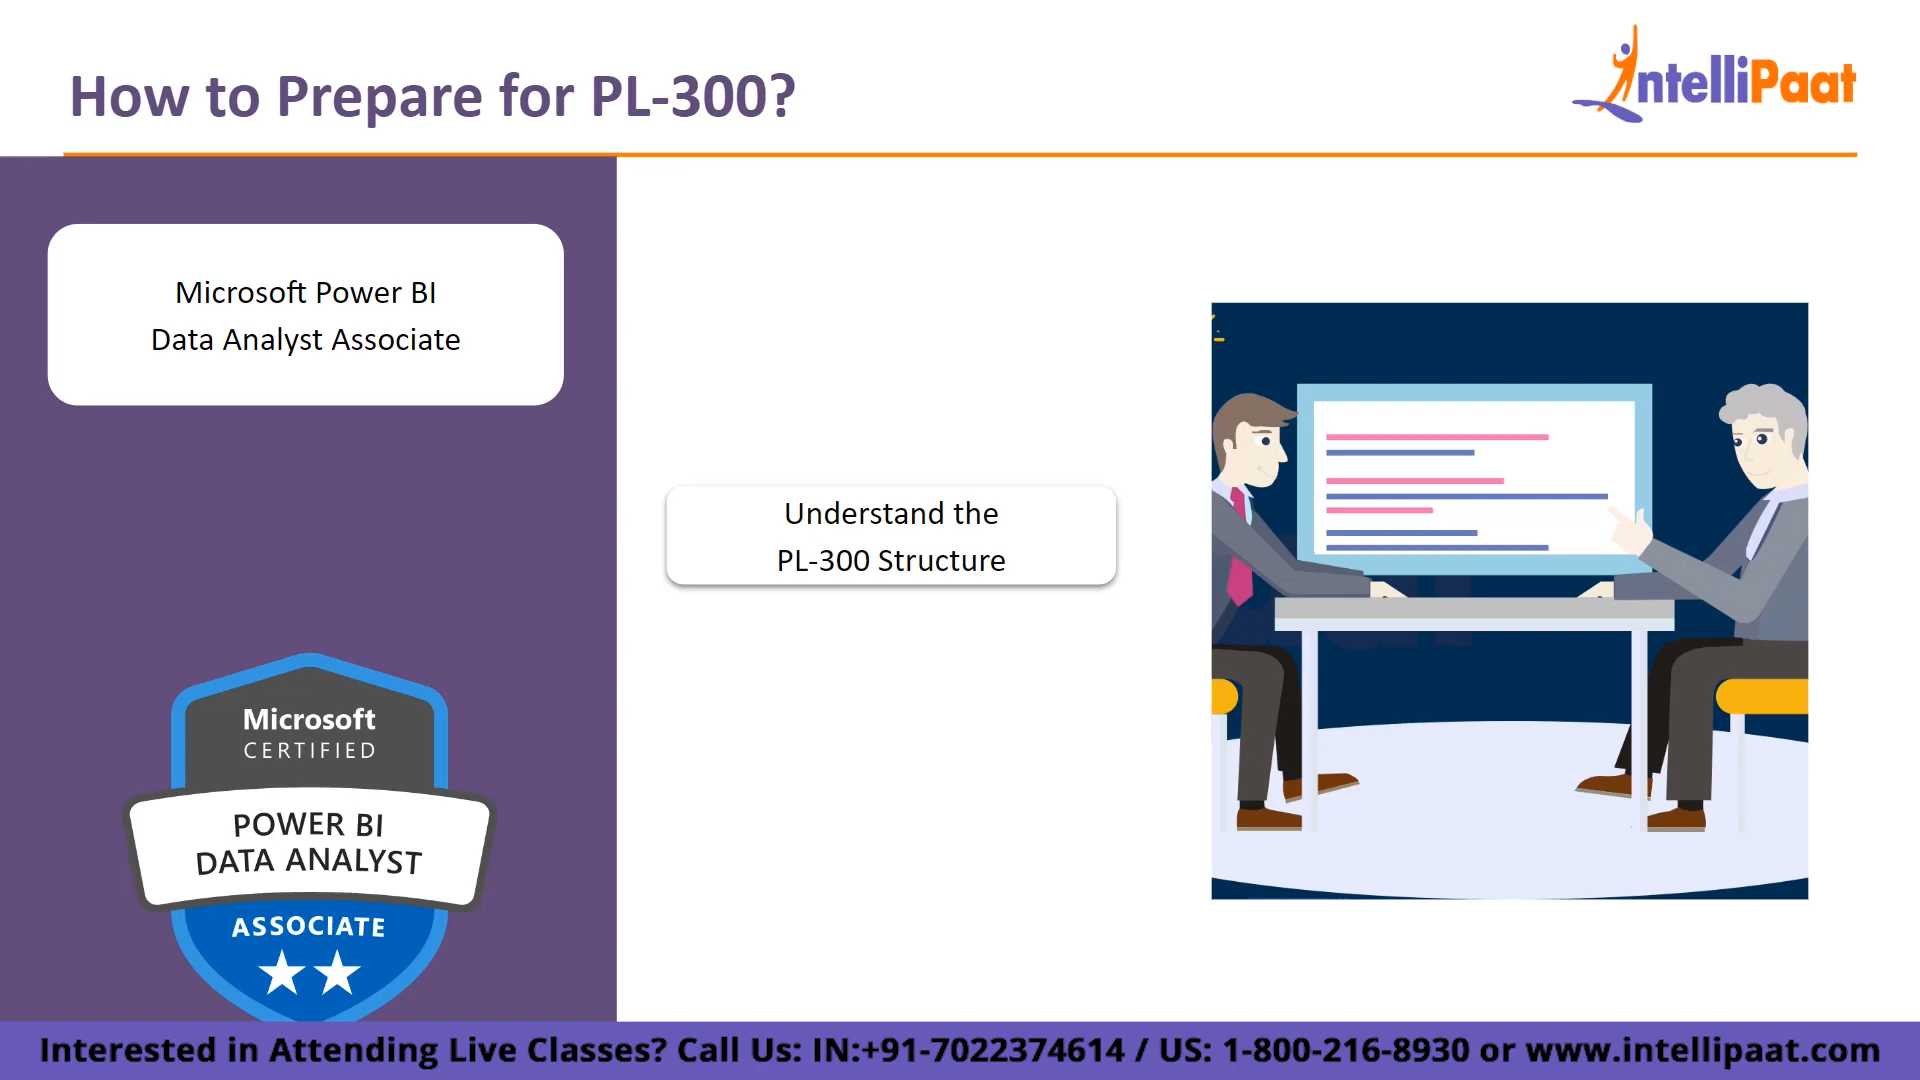 How to Prepare for PL-300?
IntelliPaat
Microsoft Power BI
Data Analyst Associate
Understand the
PL-300 Structure
Microsoft
CERTIFIED
POWER BI
DATA ANALYST
ASSOCIATE
Interested in Attending Live Classes? Call Us: IN:+91-7022374614 / US: 1-800-216-8930 or www.intellipaat.com